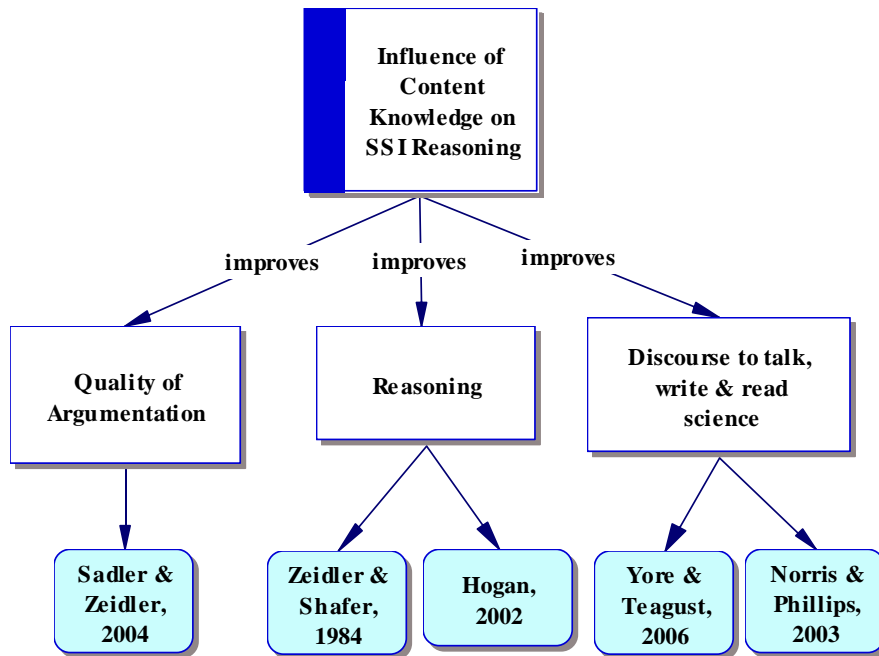 Influence of
Content
Knowledge on
SSI Reasoning
improves
improves
improves
Quality of
Argumentation
Reasoning
Discourse to talk,
write & read
science
Sadler &
Zeidler,
2004
Zeidler &
Shafer,
1984
Hogan,
2002
Yore &
Teagust,
2006
Norris &
Phillips,
2003